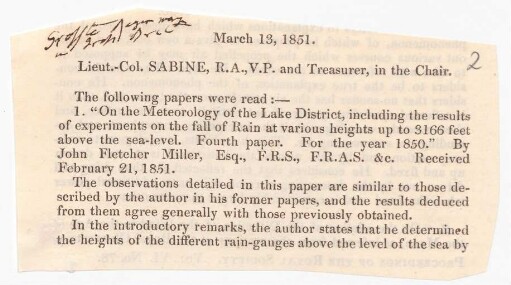 March 13, 1851.
2
Lieut.-Col. SABINE, R.A., V.P. and Treasurer, in the Chair.
The following papers were read :—
1. "On the Meteorology of the Lake District, including the results
of experiments on the fall of Rain at various heights up to 3166 feet
above the sea-level. Fourth paper. For the year 1850." By
John Fletcher Miller, Esq., F.R.S., F.R.A.S. &c. Received
February 21, 1851.
The observations detailed in this paper are similar to those de-
scribed by the author in his former papers, and the results deduced
from them agree generally with those previously obtained.
In the introductory remarks, the author states that he determined
the heights of the different rain-gauges above the level of the sea by